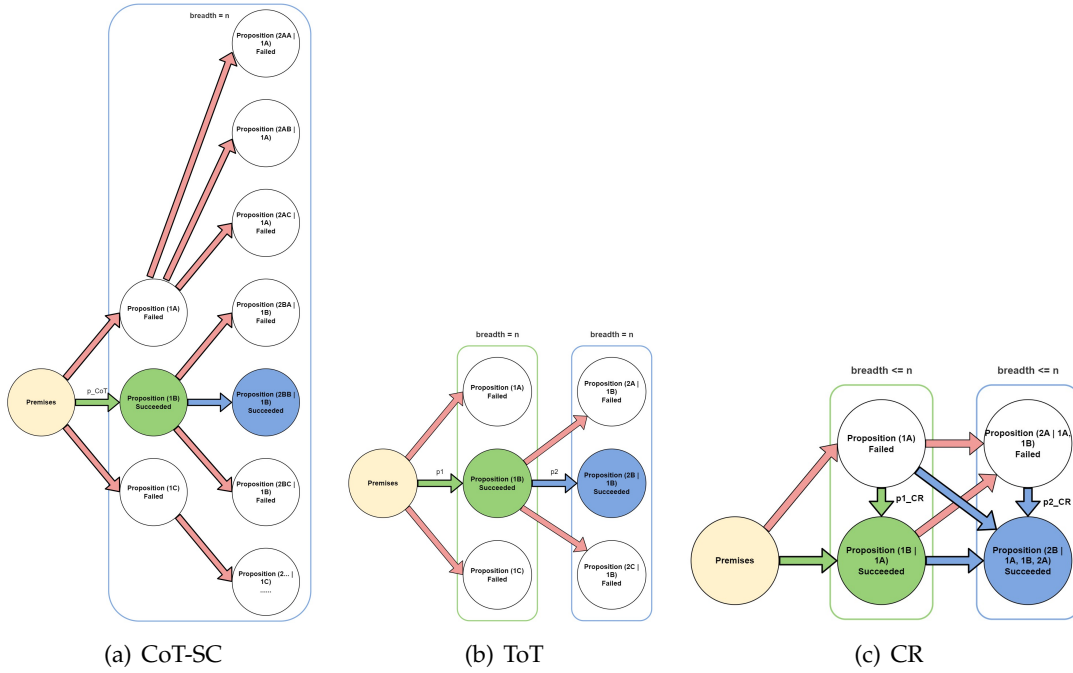 breadth = n
Proposition (2AA |
1A)
Failed
Proposition (2AB |
1A)
Proposition (2AC |
1A)
Failed
Proposition (1A)
Failed
Proposition (2BA |
1B)
Failed
Premises
p_CoT
Proposition (1B)
Succeeded
Proposition (2BB |
1B)
Succeeded
Proposition (1C)
Failed
Proposition (2BC |
1B)
Failed
Proposition (2... |
1C)
.....
(a) CoT-SC
breadth = n
breadth = n
Proposition (1A)
Failed
Proposition (2A |
1B)
Failed
Premises
p1
Proposition (1B)
Succeeded
p2
Proposition (2B |
1B)
Succeeded
Proposition (1C)
Failed
Proposition (2C |
1B)
Failed
(b) ToT
breadth <= n
breadth <= n
Proposition (1A)
Failed
Proposition (2A | 1A,
1B)
Failed
p1_CR
p2_CR
Premises
Proposition (1B |
1A)
Succeeded
Proposition (2B |
1A, 1B, 2A)
Succeeded
(c) CR